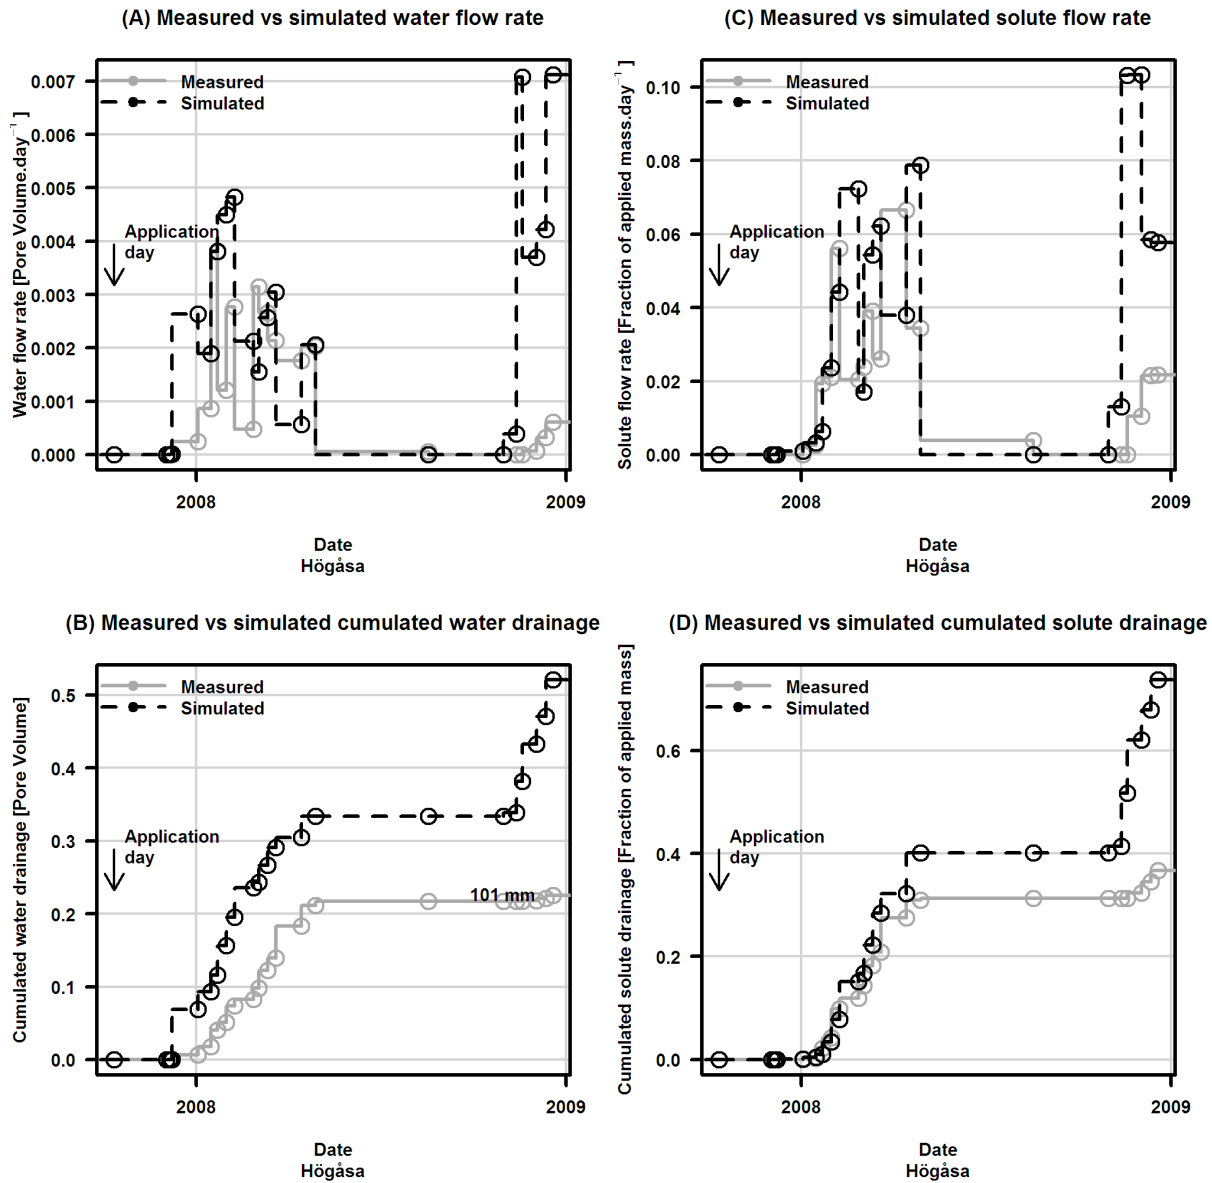 (A) Measured vs simulated water flow rate
Water flow rate [Pore Volume.day⁻¹ ]
0.007
0.006
0.005
0.004
0.003
0.002
0.001
0.000
Measured
Simulated
Application
day
2008
2009
Date
Högåsa
(C) Measured vs simulated solute flow rate
Solute flow rate [Fraction of applied mass.day⁻¹ ]
0.10
0.08
0.06
0.04
0.02
0.00
Measured
Simulated
Application
day
2008
2009
Date
Högåsa
(B) Measured vs simulated cumulated water drainage
Cumulated water drainage [Pore Volume]
0.5
0.4
0.3
0.2
0.1
0.0
Measured
Simulated
Application
day
101 mm
2008
2009
Date
Högåsa
(D) Measured vs simulated cumulated solute drainage
Cumulated solute drainage [Fraction of applied mass]
0.6
0.4
0.2
0.0
Measured
Simulated
Application
day
2008
2009
Date
Högåsa